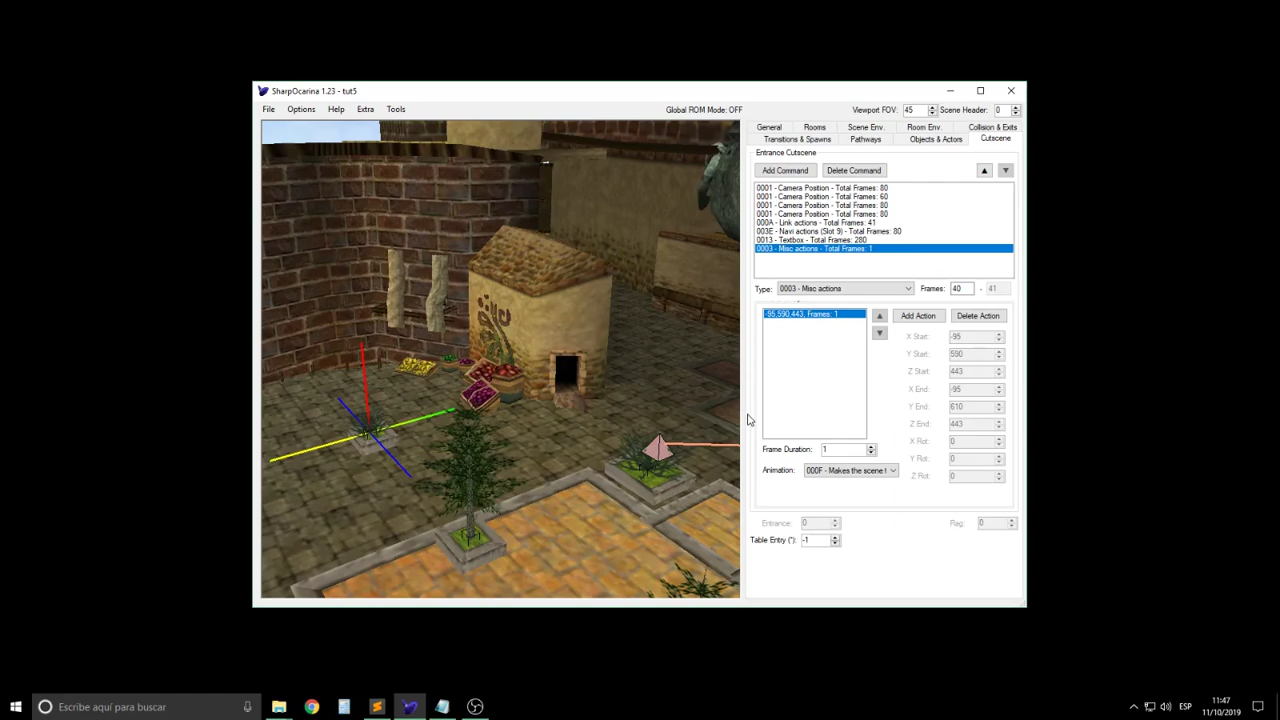 SharpOcarina 1.23 - tut5
File Options Help Extra Tools Global ROM Mode: OFF Viewport FOV: 45 Scene Header: 0
General Rooms Scene Env. Room Env. Collision & Exits
Transitions & Spawns Pathways Objects & Actors Cutscene
Entrance Cutscene
Add Command Delete Command
0001 - Camera Position - Total Frames: 80
0001 - Camera Position - Total Frames: 60
0001 - Camera Position - Total Frames: 80
0001 - Camera Position - Total Frames: 80
000A - Link actions - Total Frames: 41
003E - Navi actions (Slot 9) - Total Frames: 80
0013 - Textbox - Total Frames: 280
0003 - Misc actions - Total Frames: 1
Type: 0003 - Misc actions Frames: 40 - 41
-95,590,443, Frames: 1 Add Action Delete Action
X Start: -95
Y Start: 590
Z Start: 443
X End: -95
Y End: 610
Z End: 443
X Rot: 0
Y Rot: 0
Z Rot: 0
Frame Duration: 1
Animation: 000F - Makes the scene
Entrance: 0 Flag: 0
Table Entry (*): -1
Escribe aquí para buscar
ESP
11:47
11/10/2019